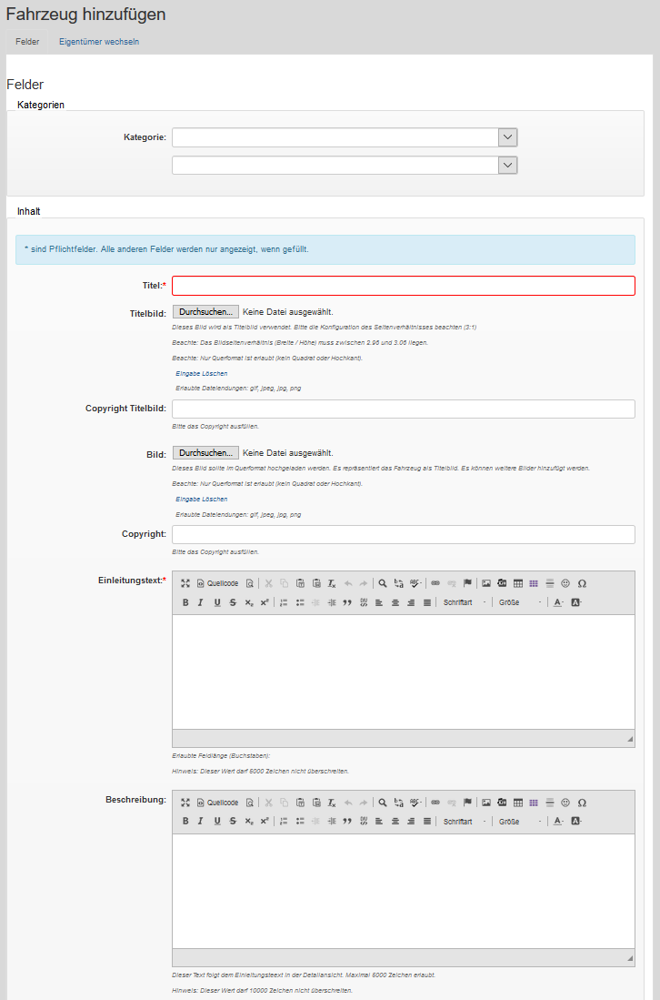 Fahrzeug hinzufügen
Felder Eigentümer wechseln
Felder
Kategorien
Kategorie:
Inhalt
* sind Pflichtfelder. Alle anderen Felder werden nur angezeigt, wenn gefüllt.
Titel:*
Titelbild: Durchsuchen... Keine Datei ausgewählt.
Dieses Bild wird als Titelbild verwendet. Bitte die Konfiguration des Seitenverhältnisses beachten (3:1)
Beachte: Das Bildseitenverhältnis (Breite / Höhe) muss zwischen 2.96 und 3.06 liegen.
Beachte: Nur Querformat ist erlaubt (kein Quadrat oder Hochkant).
Eingabe Löschen
Erlaubte Dateiendungen: gif, jpeg, jpg, png
Copyright Titelbild:
Bitte das Copyright ausfüllen.
Bild: Durchsuchen... Keine Datei ausgewählt.
Dieses Bild sollte im Querformat hochgeladen werden. Es repräsentiert das Fahrzeug als Titelbild. Es können weitere Bilder hinzufügt werden.
Beachte: Nur Querformat ist erlaubt (kein Quadrat oder Hochkant).
Eingabe Löschen
Erlaubte Dateiendungen: gif, jpeg, jpg, png
Copyright:
Bitte das Copyright ausfüllen.
Einleitungstext:* Quellcode
Schriftart Größe
Erlaubte Feldlänge (Buchstaben):
Hinweis: Dieser Wert darf 5000 Zeichen nicht überschreiten.
Beschreibung: Quellcode
Schriftart Größe
Dieser Text folgt dem Einleitungsteext in der Detailansicht. Maximal 5000 Zeichen erlaubt.
Hinweis: Dieser Wert darf 10000 Zeichen nicht überschreiten.